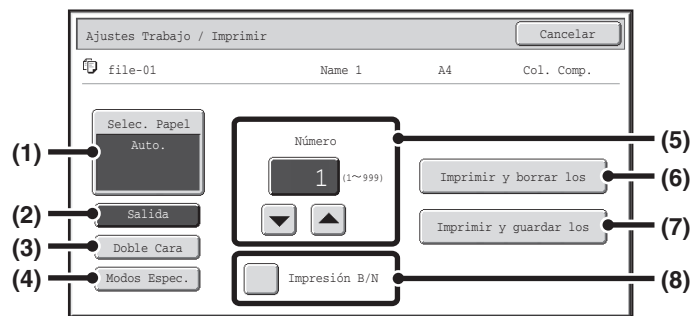 Ajustes Trabajo / Imprimir Cancelar
file-01 Name 1 A4 Col. Comp.
Selec. Papel
Auto.
Salida
Doble Cara
Modos Espec.
Número
1 (1~999)
Imprimir y borrar los
Imprimir y guardar los
Impresión B/N
(1)
(2)
(3)
(4)
(5)
(6)
(7)
(8)